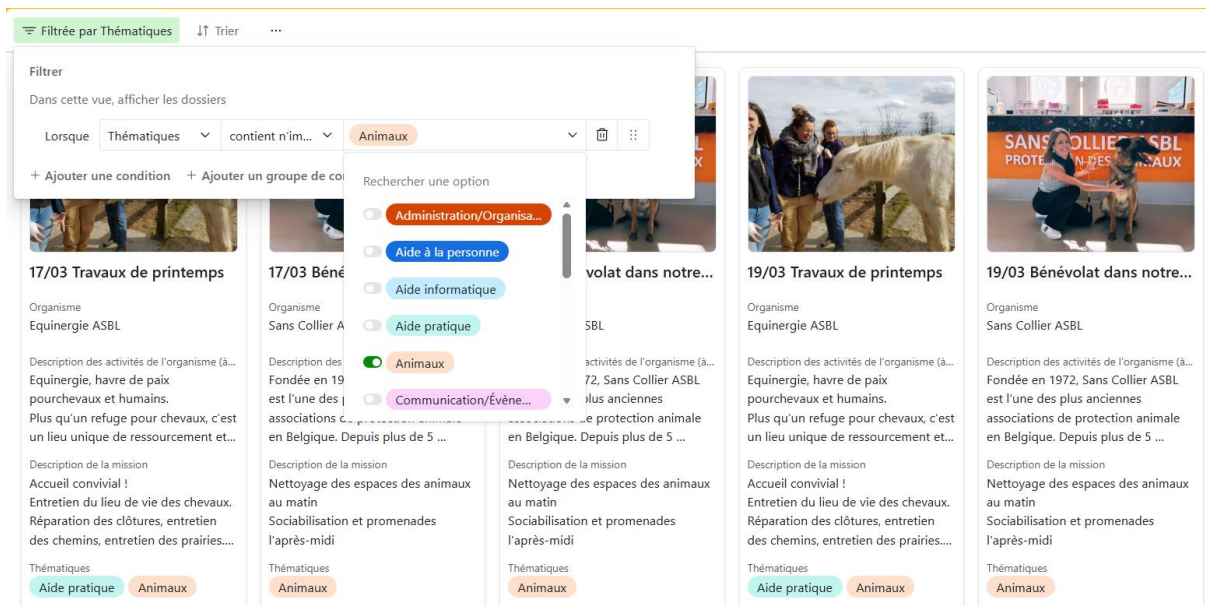 Filtrée par Thématiques
Trier
...
Filtrer
Dans cette vue, afficher les dossiers
Lorsque
Thématiques
contient n'im...
Animaux
+ Ajouter une condition
+ Ajouter un groupe de co
Rechercher une option
Administration/Organisa...
Aide à la personne
Aide informatique
Aide pratique
Animaux
Communication/Évène...
17/03 Travaux de printemps
Organisme
Equinergie ASBL
Description des activités de l'organisme (à...
Equinergie, havre de paix
pourchevaux et humains.
Plus qu'un refuge pour chevaux, c'est
un lieu unique de ressourcement et...
Description de la mission
Accueil convivial !
Entretien du lieu de vie des chevaux.
Réparation des clôtures, entretien
des chemins, entretien des prairies....
Thématiques
Aide pratique
Animaux
17/03 Béné
Organisme
Sans Collier A
Description des
Fondée en 19
est l'une des
associations de protection animale
en Belgique. Depuis plus de 5 ...
Description de la mission
Nettoyage des espaces des animaux
au matin
Sociabilisation et promenades
l'après-midi
Thématiques
Animaux
volat dans notre...
SBL
activités de l'organisme (à...
72, Sans Collier ASBL
plus anciennes
associations de protection animale
en Belgique. Depuis plus de 5 ...
Description de la mission
Nettoyage des espaces des animaux
au matin
Sociabilisation et promenades
l'après-midi
Thématiques
Animaux
19/03 Travaux de printemps
Organisme
Equinergie ASBL
Description des activités de l'organisme (à...
Equinergie, havre de paix
pourchevaux et humains.
Plus qu'un refuge pour chevaux, c'est
un lieu unique de ressourcement et...
Description de la mission
Accueil convivial !
Entretien du lieu de vie des chevaux.
Réparation des clôtures, entretien
des chemins, entretien des prairies....
Thématiques
Aide pratique
Animaux
SANS OLLIE SBL
PROTE N DES AUX
19/03 Bénévolat dans notre...
Organisme
Sans Collier ASBL
Description des activités de l'organisme (à...
Fondée en 1972, Sans Collier ASBL
est l'une des plus anciennes
associations de protection animale
en Belgique. Depuis plus de 5 ...
Description de la mission
Nettoyage des espaces des animaux
au matin
Sociabilisation et promenades
l'après-midi
Thématiques
Animaux